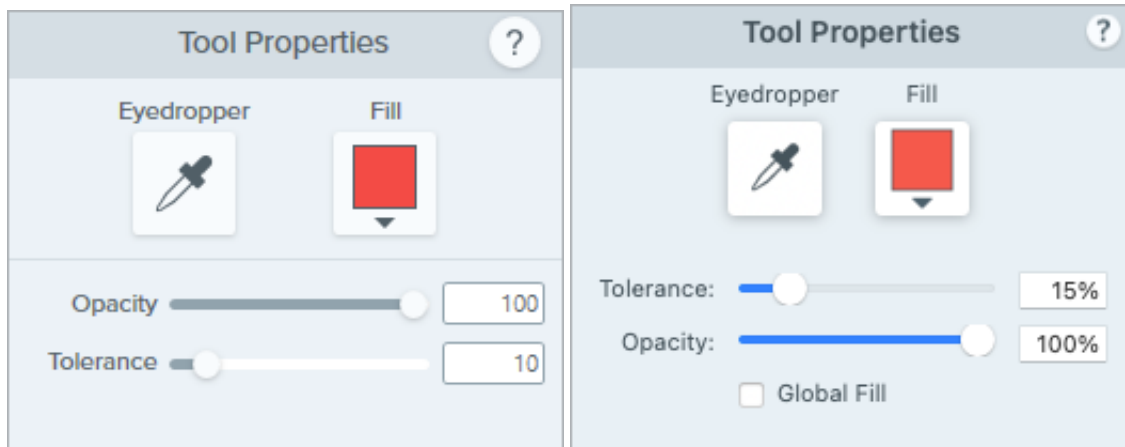 Tool Properties ?
Eyedropper Fill
Opacity 100
Tolerance 10
Tool Properties ?
Eyedropper Fill
Tolerance: 15%
Opacity: 100%
Global Fill